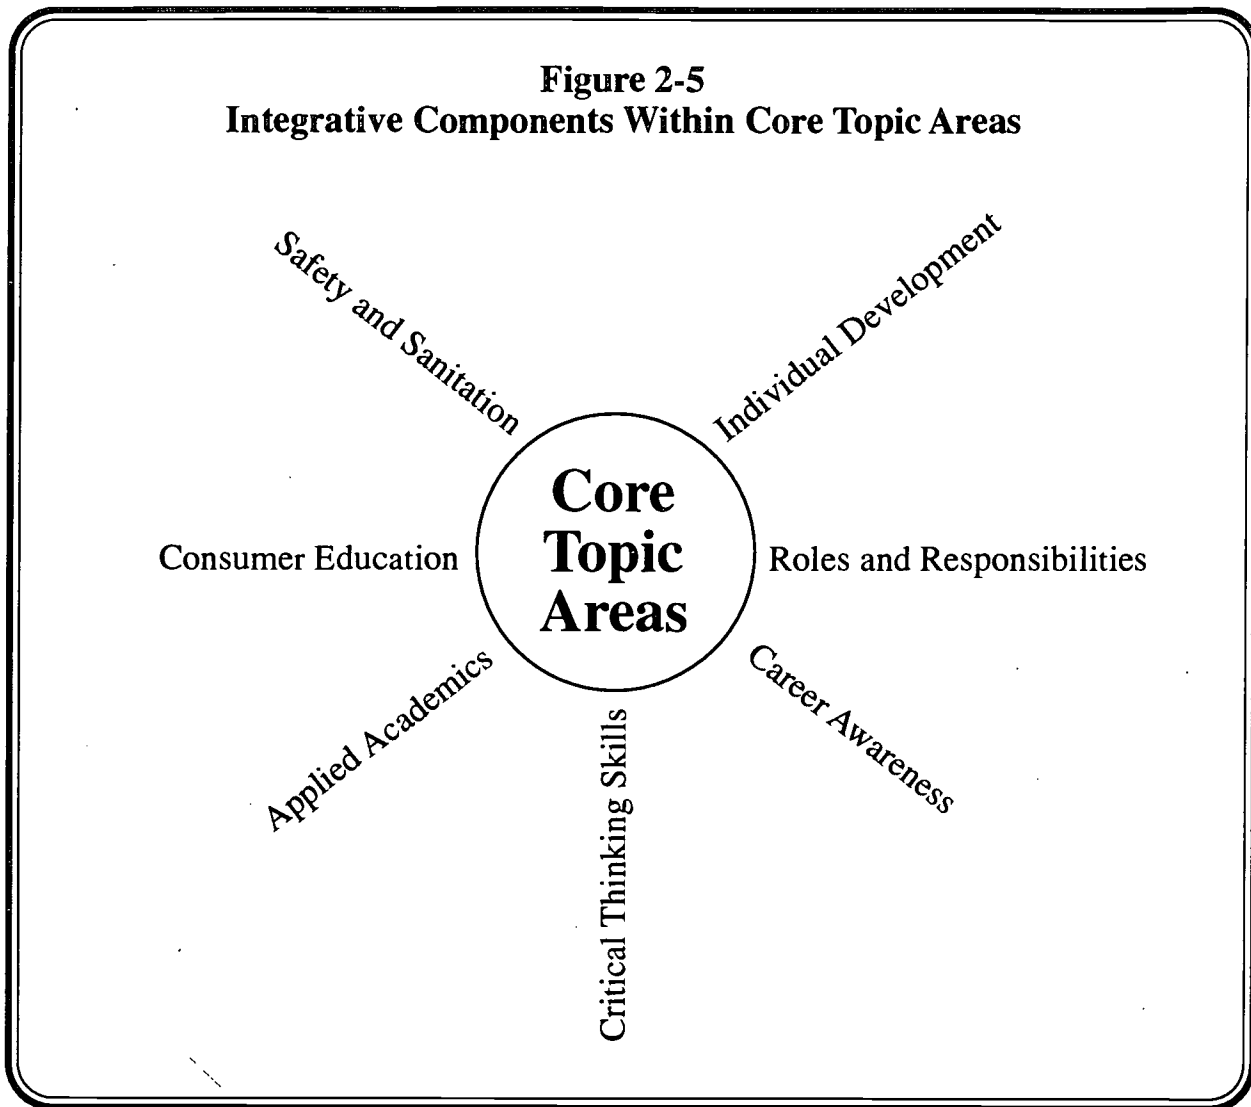 Figure 2-5
Integrative Components Within Core Topic Areas
Safety and Sanitation
Individual Development
Consumer Education
Core
Topic
Areas
Roles and Responsibilities
Applied Academics
Career Awareness
Critical Thinking Skills